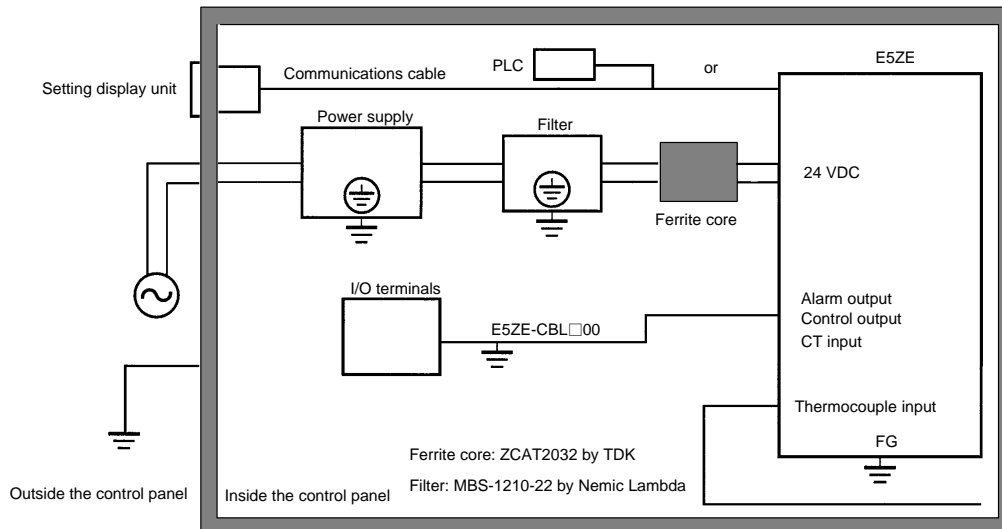 E5ZE
PLC
or
Communications cable
Setting display unit
Power supply
Filter
24 VDC
Ferrite core
I/O terminals
Alarm output
Control output
E5ZE-CBL□00
CT input
Thermocouple input
FG
Ferrite core: ZCAT2032 by TDK
Filter: MBS-1210-22 by Nemic Lambda
Outside the control panel
Inside the control panel